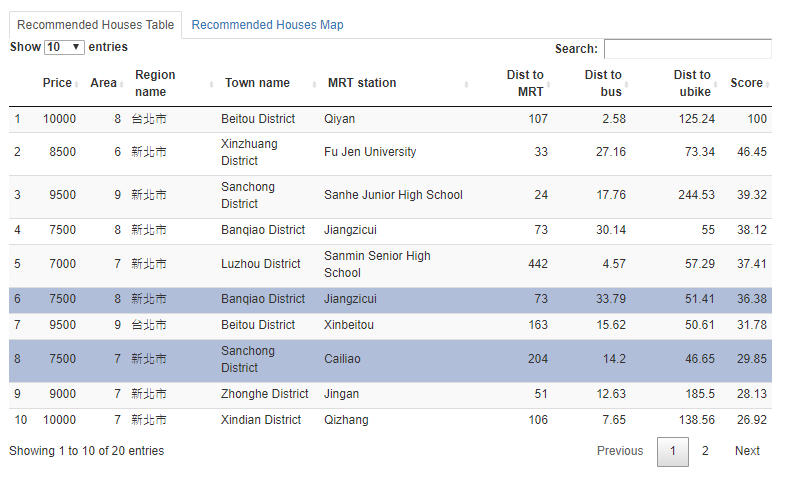 Recommended Houses Table Recommended Houses Map
Show 10 entries Search:
Price Area Region name Town name MRT station Dist to MRT Dist to bus Dist to ubike Score
1 10000 8 台北市 Beitou District Qiyan 107 2.58 125.24 100
2 8500 6 新北市 Xinzhuang District Fu Jen University 33 27.16 73.34 46.45
3 9500 9 新北市 Sanchong District Sanhe Junior High School 24 17.76 244.53 39.32
4 7500 8 新北市 Banqiao District Jiangzicui 73 30.14 55 38.12
5 7000 7 新北市 Luzhou District Sanmin Senior High School 442 4.57 57.29 37.41
6 7500 8 新北市 Banqiao District Jiangzicui 73 33.79 51.41 36.38
7 9500 9 台北市 Beitou District Xinbeitou 163 15.62 50.61 31.78
8 7500 7 新北市 Sanchong District Cailiao 204 14.2 46.65 29.85
9 9000 7 新北市 Zhonghe District Jingan 51 12.63 185.5 28.13
10 10000 7 新北市 Xindian District Qizhang 106 7.65 138.56 26.92
Showing 1 to 10 of 20 entries Previous 1 2 Next